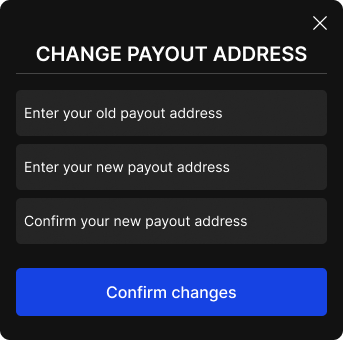 CHANGE PAYOUT ADDRESS
Enter your old payout address
Enter your new payout address
Confirm your new payout address
Confirm changes